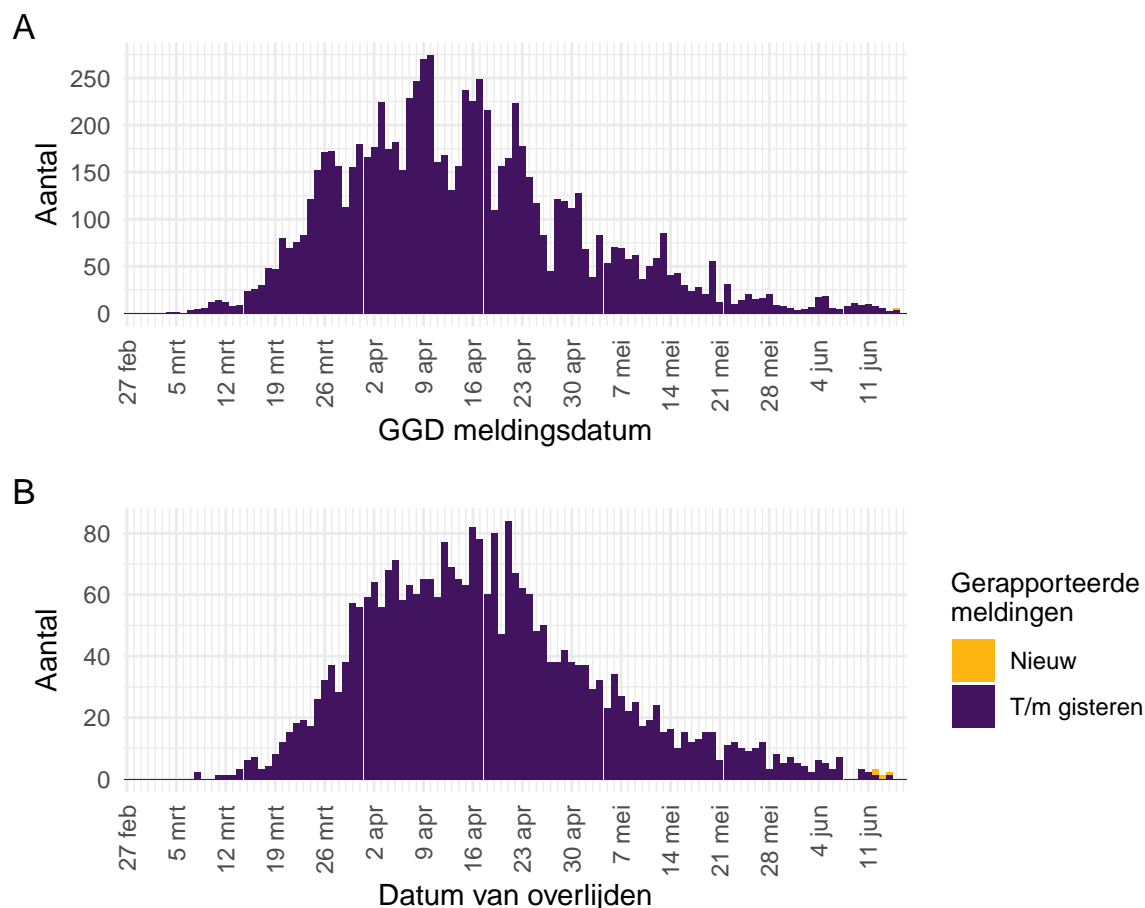 A
250
200
150
100
50
0
Aantal
27 feb
5 mrt
12 mrt
19 mrt
26 mrt
2 apr
9 apr
16 apr
23 apr
30 apr
7 mei
14 mei
21 mei
28 mei
4 jun
11 jun
GGD meldingsdatum
B
80
60
40
20
0
Aantal
27 feb
5 mrt
12 mrt
19 mrt
26 mrt
2 apr
9 apr
16 apr
23 apr
30 apr
7 mei
14 mei
21 mei
28 mei
4 jun
11 jun
Datum van overlijden
Gerapporteerde
meldingen
Nieuw
T/m gisteren